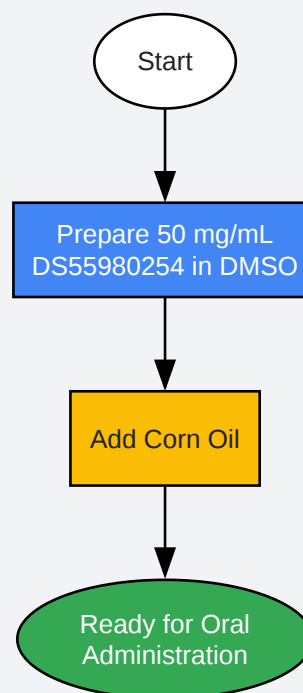 Start
Prepare 50 mg/mL
DS55980254 in DMSO
Add Corn Oil
Ready for Oral
Administration